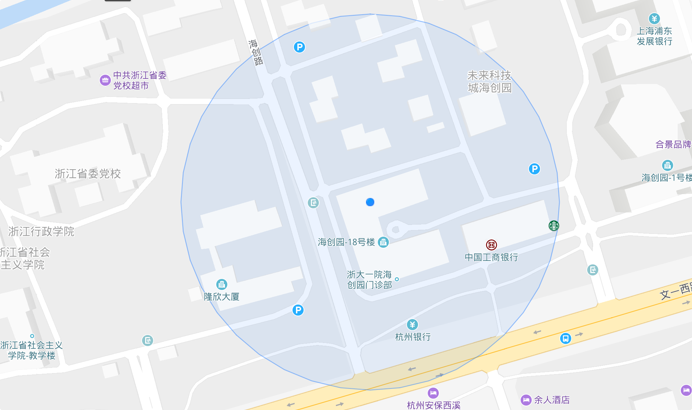 上海浦东
发展银行
海创路
中共浙江省委
党校超市
未来科技
城海创园
合景品牌
浙江省委党校
海创园-1号楼
浙江行政学院
海创园-18号楼
江省社会
主义学院
中国工商银行
浙大一院海
创园门诊部
隆欣大厦
文一西路
杭州银行
浙江省社会主义
学院-教学楼
杭州安保西溪
余人酒店